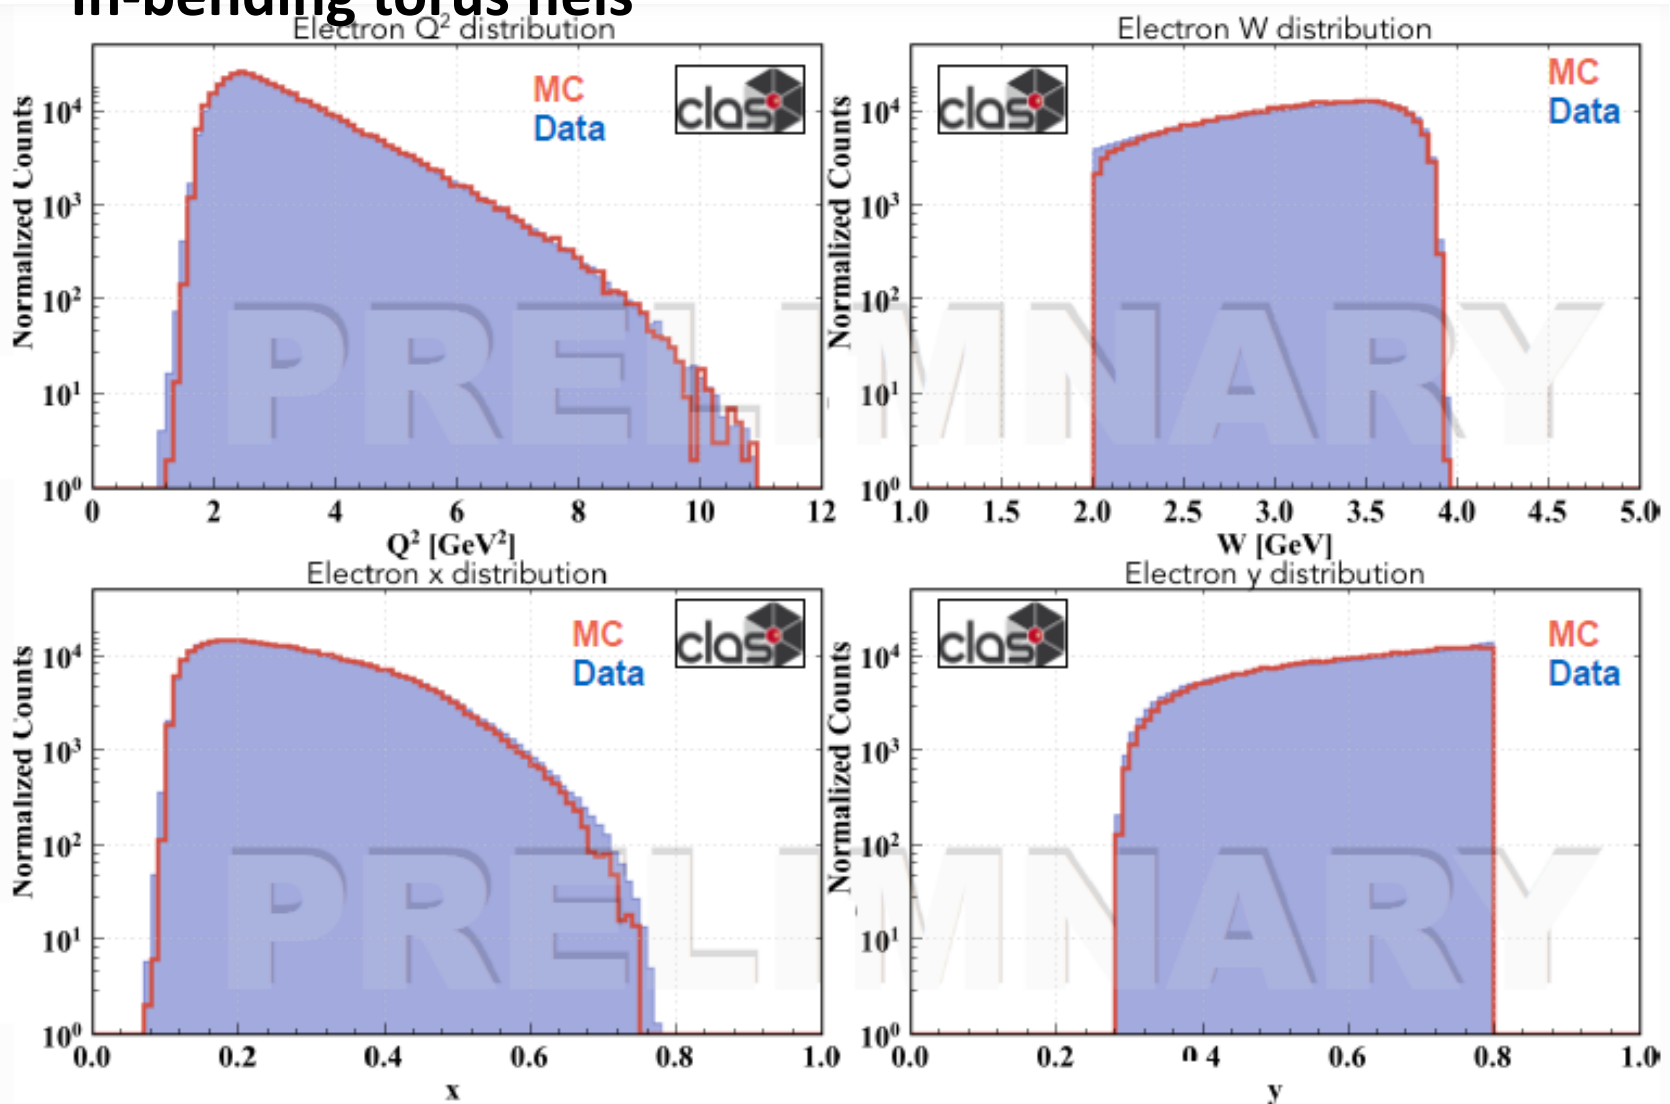 in-bending torus fiels
Electron Q² distribution
Electron W distribution
MC
Data
clas
clas
MC
Data
Normalized Counts
10⁴
10³
10²
10¹
10⁰
Normalized Counts
10⁴
10³
10²
10¹
10⁰
PRELIMNARY
0 2 4 6 8 10 12
1.0 1.5 2.0 2.5 3.0 3.5 4.0 4.5 5.0
Q² [GeV²]
W [GeV]
Electron x distribution
Electron y distribution
MC
Data
clas
clas
MC
Data
Normalized Counts
10⁴
10³
10²
10¹
10⁰
Normalized Counts
10⁴
10³
10²
10¹
10⁰
PRELIMNARY
0.0 0.2 0.4 0.6 0.8 1.0
0.0 0.2 0.4 0.6 0.8 1.0
x
y